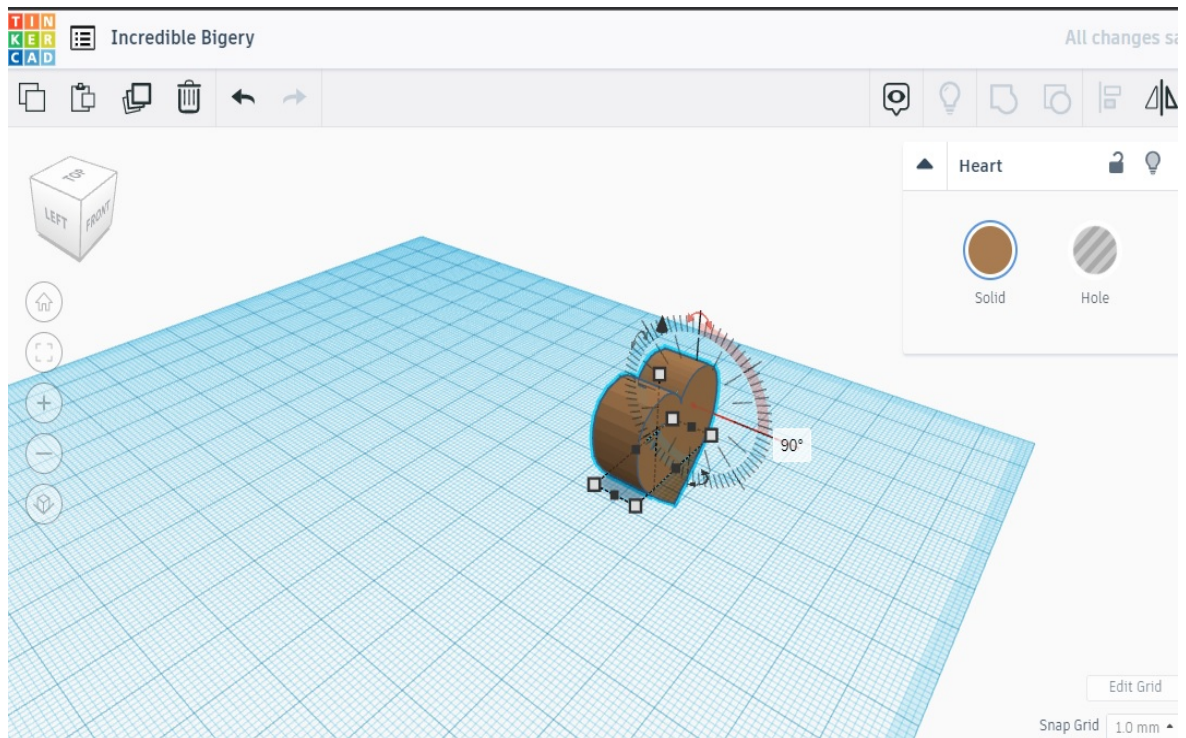 TIN
KER
CAD
Incredible Bigery
All changes sa
Heart
Solid
Hole
TOP
LEFT
FRONT
90°
Edit Grid
Snap Grid 1.0 mm